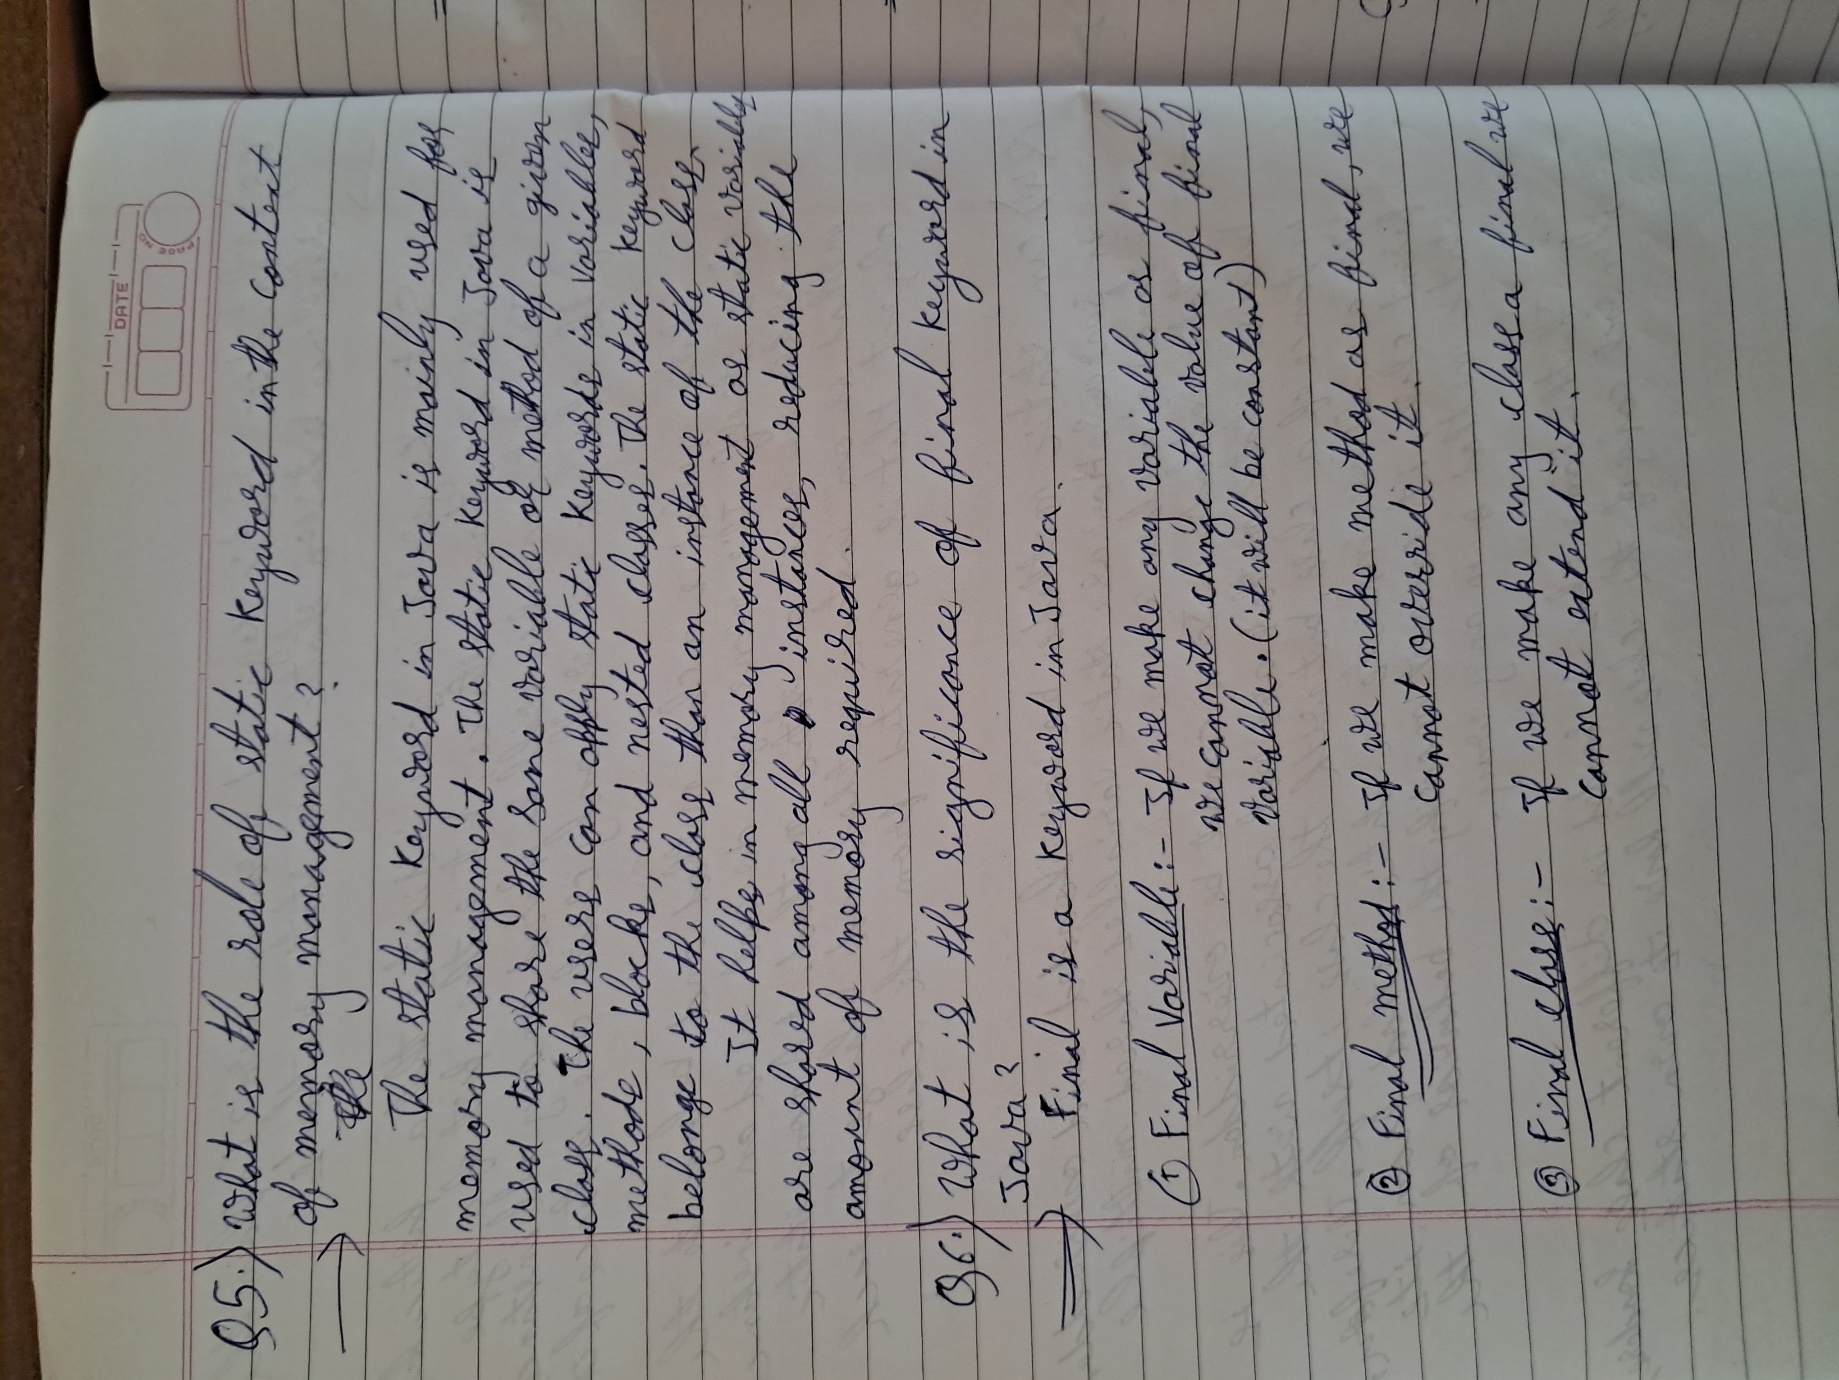 DATE
PAGE NO
Q5.) What is the role of static keyword in the context
of memory management?
The static keyword in Java is mainly used for
memory management. The static keyword in Java is
used to share the same variable or method of a given
class. The users can apply static keywords in variables,
methods, blocks, and nested classes. The static keyword
belongs to the class than an instance of the class.
It helps in memory management as static variables
are shared among all instances, reducing the
amount of memory required.
Q6.) What is the significance of final keyword in
Java?
Final is a keyword in Java.
① Final Variable :- If we make any variable as final,
we cannot change the value of final
variable. (it will be constant)
② Final method :- If we make method as final, we
cannot override it.
③ Final class :- If we make any class a final we
cannot extend it.